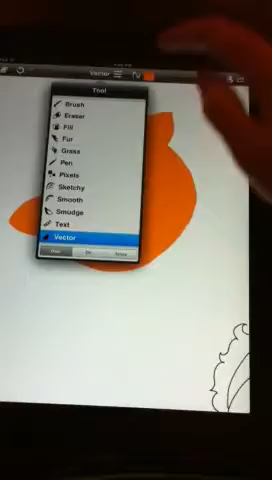 Vector
Tool
Brush
Eraser
Fill
Fur
Grass
Pen
Pixels
Sketchy
Smooth
Smudge
Text
Vector